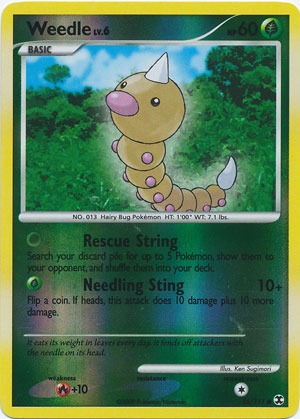 Weedle LV.6
HP 60
BASIC
NO. 013 Hairy Bug Pokémon HT: 1'00" WT: 7.1 lbs.
Rescue String
Search your discard pile for up to 5 Pokémon, show them to
your opponent, and shuffle them into your deck.
Needling Sting 10+
Flip a coin. If heads, this attack does 10 damage plus 10 more
damage.
Illus. Ken Sugimori
It eats its weight in leaves every day. It fends off attackers with
the needle on its head.
weakness
resistance
+10
©2009 Pokémon/Nintendo